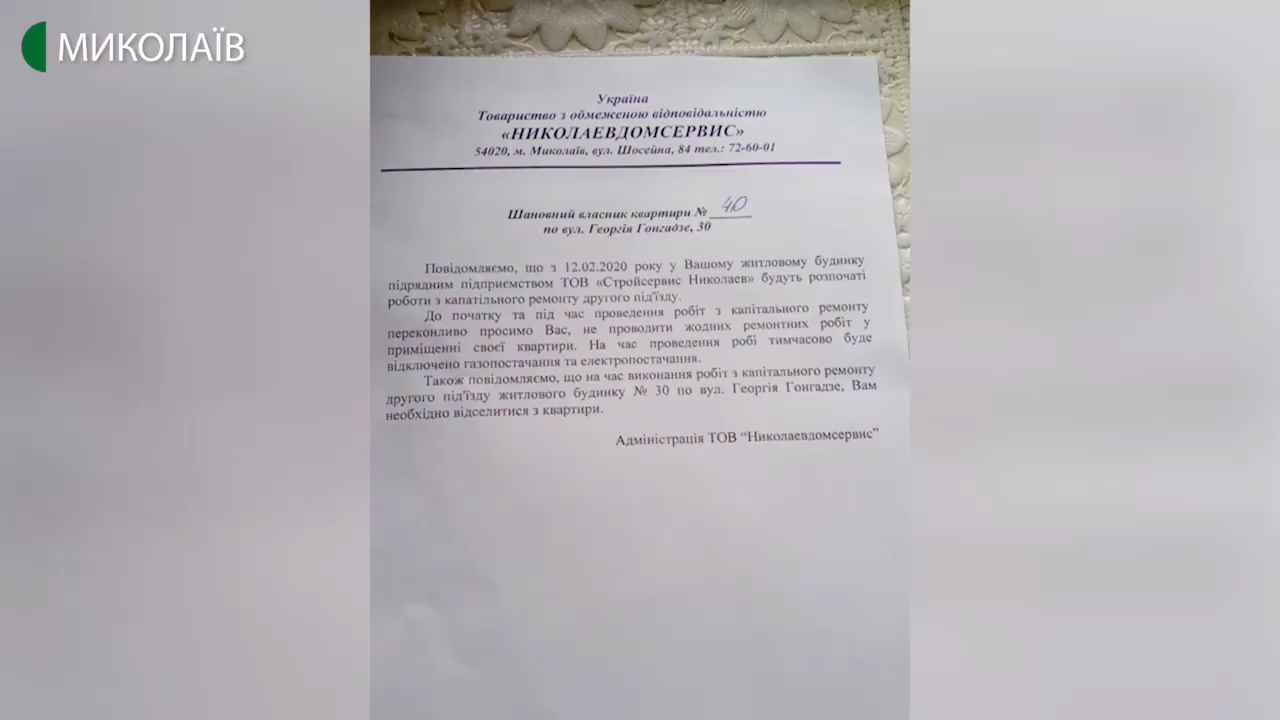 МИКОЛАЇВ
Україна
Товариство з обмеженою відповідальністю
«НИКОЛАЕВДОМСЕРВИС»
54020, м. Миколаїв, вул. Шосейна, 84 тел.: 72-60-01
Шановний власник квартири № 40
по вул. Георгія Гонгадзе, 30
Повідомляємо, що з 12.02.2020 року у Вашому житловому будинку
підрядним підприємством ТОВ «Стройсервис Николаев» будуть розпочаті
роботи з капатільного ремонту другого під'їзду.
До початку та під час проведення робіт з капітального ремонту
переконливо просимо Вас, не проводити жодних ремонтних робіт у
приміщенні своєї квартири. На час проведення робі тимчасово буде
відключено газопостачання та електропостачання.
Також повідомляємо, що на час виконання робіт з капітального ремонту
другого під'їзду житлового будинку № 30 по вул. Георгія Гонгадзе, Вам
необхідно відселитися з квартири.
Адміністрація ТОВ “Николаевдомсервис”